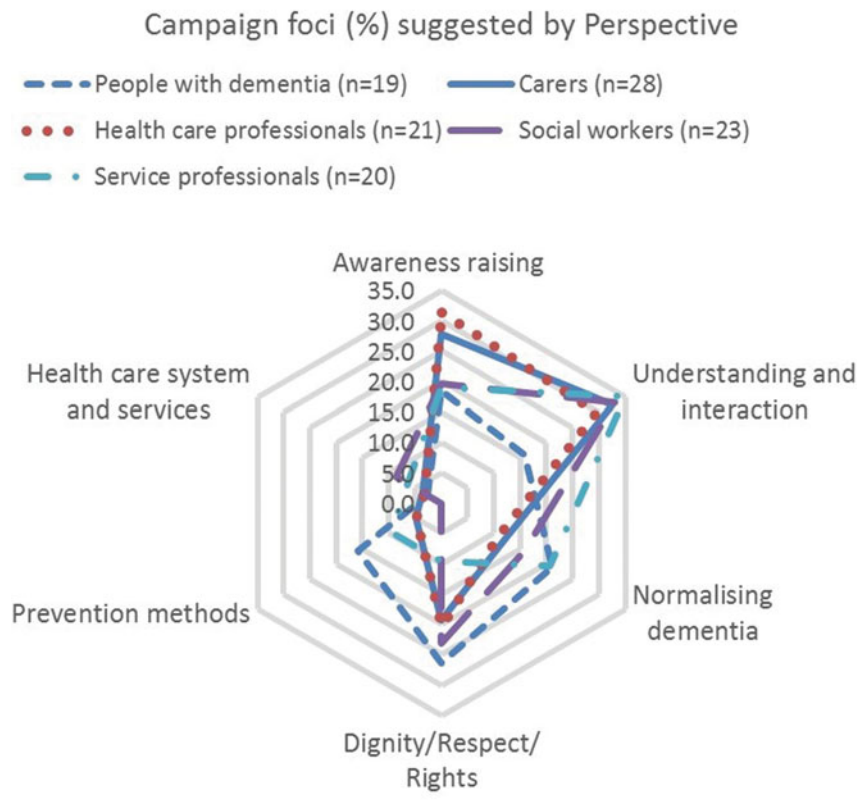 Campaign foci (%) suggested by Perspective
People with dementia (n=19)
Carers (n=28)
Health care professionals (n=21)
Social workers (n=23)
Service professionals (n=20)
Awareness raising
35.0
30.0
25.0
20.0
15.0
10.0
5.0
0.0
Health care system
and services
Understanding and
interaction
Prevention methods
Normalising
dementia
Dignity/Respect/
Rights